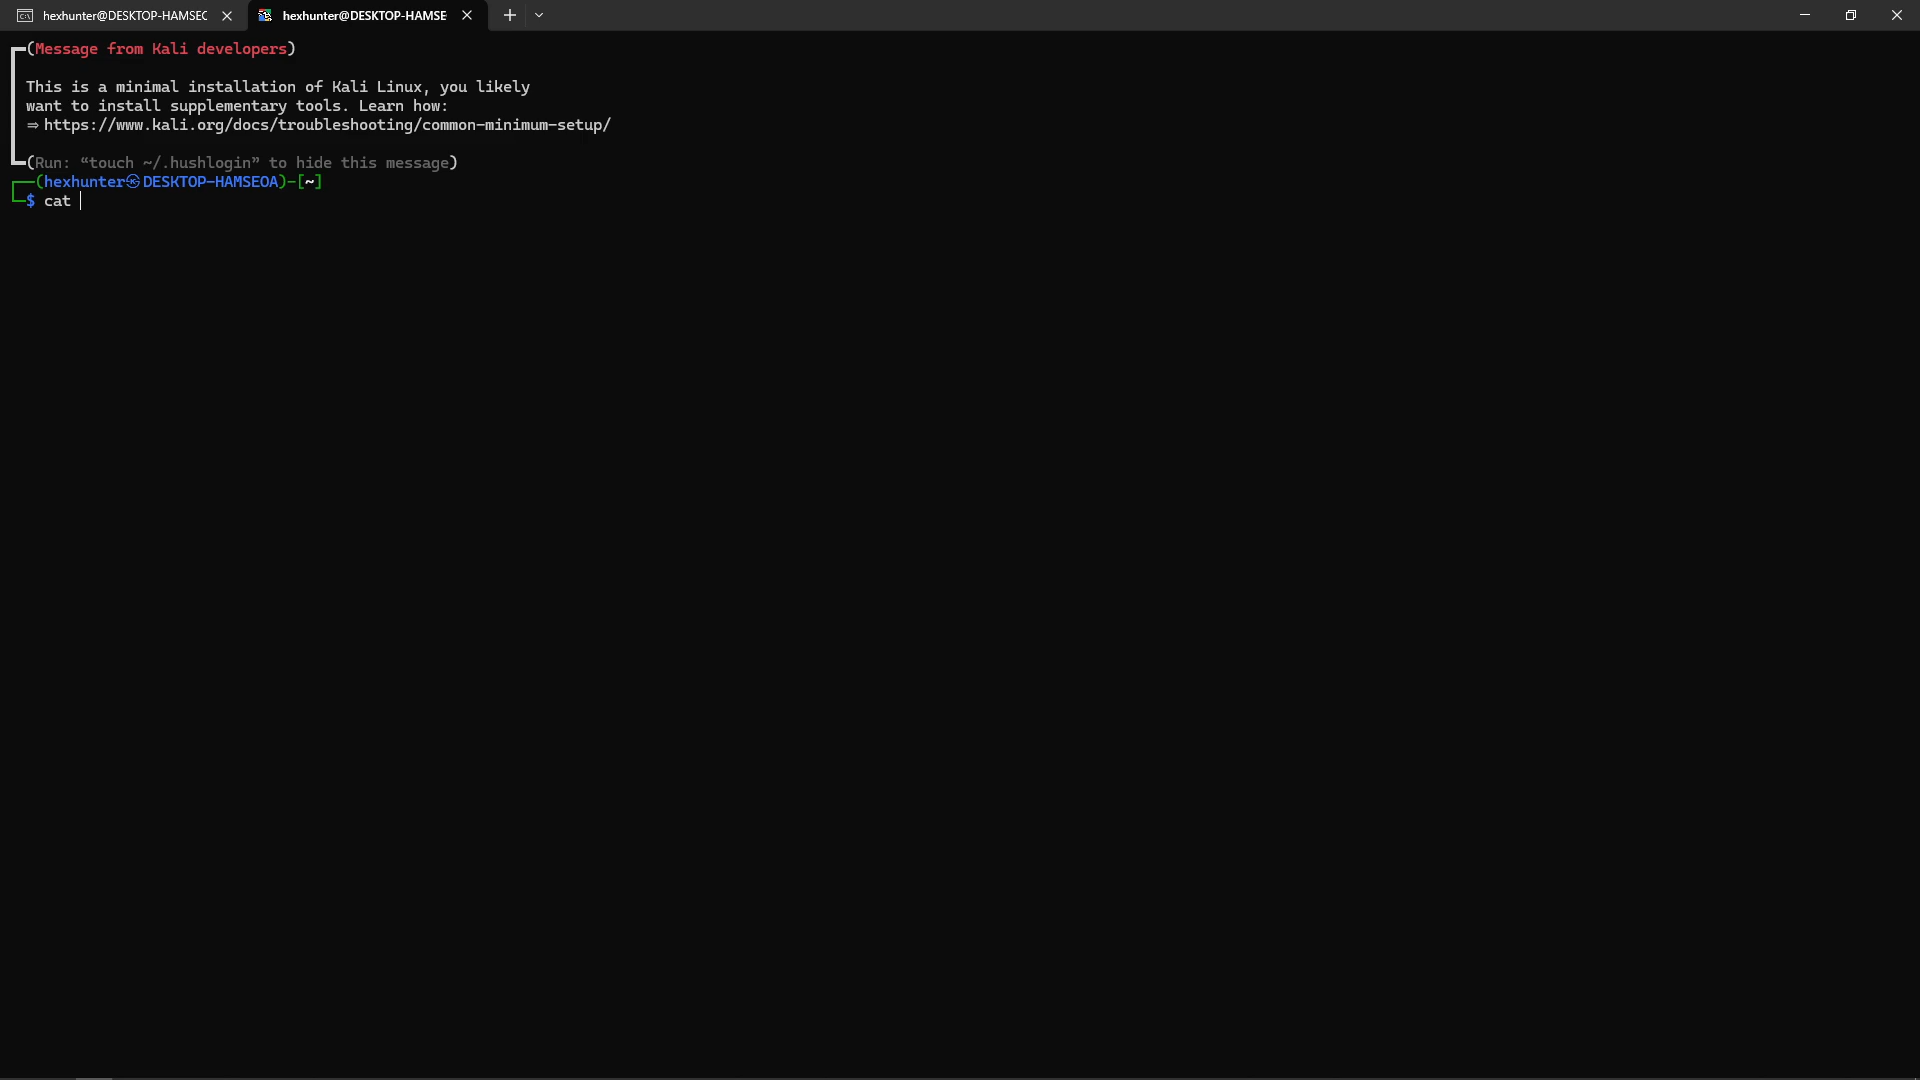 hexhunter@DESKTOP-HAMSEC
hexhunter@DESKTOP-HAMSE
(Message from Kali developers)
This is a minimal installation of Kali Linux, you likely
want to install supplementary tools. Learn how:
⇒ https://www.kali.org/docs/troubleshooting/common-minimum-setup/
(Run: “touch ~/.hushlogin” to hide this message)
(hexhunter㉿DESKTOP-HAMSEOA)-[~]
$ cat